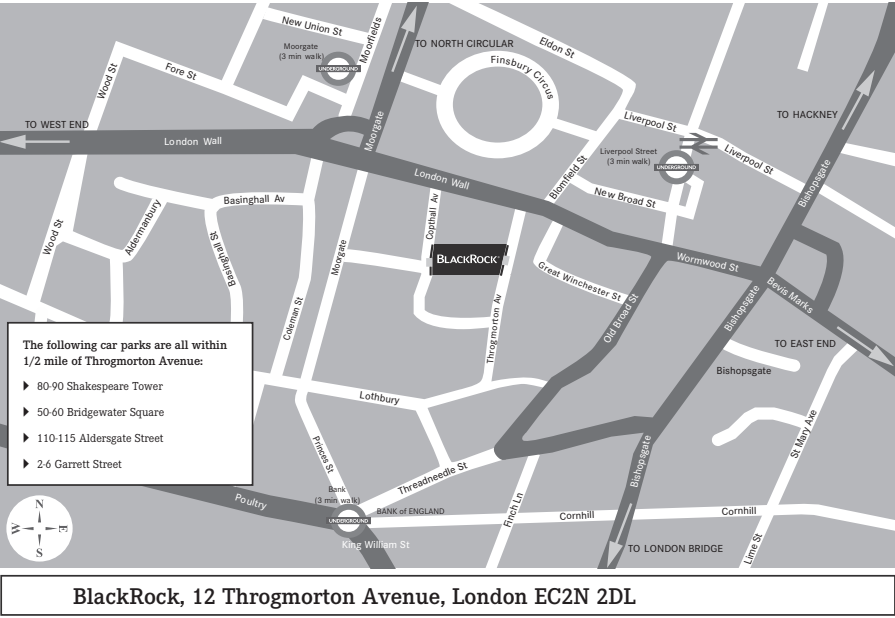 New Union St
Moorfields
Moorgate
(3 min walk)
UNDERGROUND
TO NORTH CIRCULAR
Eldon St
Finsbury Circus
Wood St
Fore St
TO WEST END
London Wall
Moorgate
Liverpool St
TO HACKNEY
Liverpool Street
(3 min walk)
UNDERGROUND
Liverpool St
London Wall
Blomfield St
New Broad St
Bishopsgate
Basinghall Av
Copthall Av
Aldermanbury
Wood St
Basinghall St
Moorgate
BLACKROCK
Great Winchester St
Wormwood St
Bevis Marks
Coleman St
Throgmorton Av
Old Broad St
Bishopsgate
TO EAST END
Bishopsgate
The following car parks are all within
1/2 mile of Throgmorton Avenue:
80-90 Shakespeare Tower
50-60 Bridgewater Square
110-115 Aldersgate Street
2-6 Garrett Street
Lothbury
Princes St
Threadneedle St
Bishopsgate
St Mary Axe
Poultry
Bank
(3 min walk)
UNDERGROUND
BANK of ENGLAND
Finch Ln
Cornhill
Cornhill
King William St
TO LONDON BRIDGE
Lime St
N
W
E
S
BlackRock, 12 Throgmorton Avenue, London EC2N 2DL